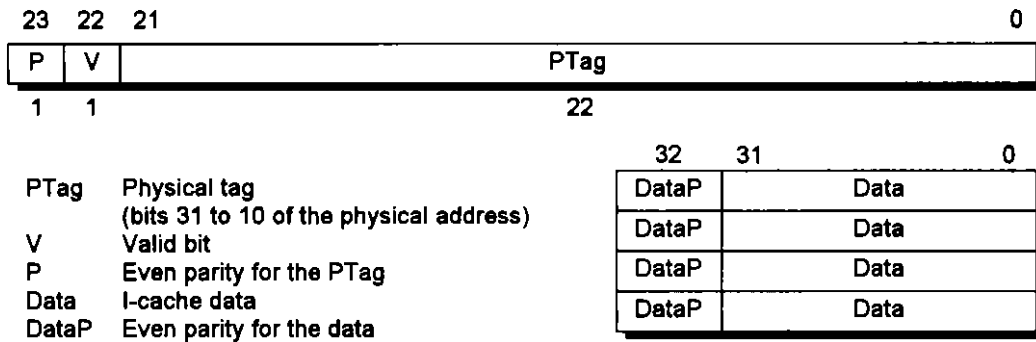 23 22 21 0
P V PTag
1 1 22
32 31 0
PTag Physical tag
(bits 31 to 10 of the physical address)
V Valid bit
P Even parity for the PTag
Data I-cache data
DataP Even parity for the data
DataP Data
DataP Data
DataP Data
DataP Data